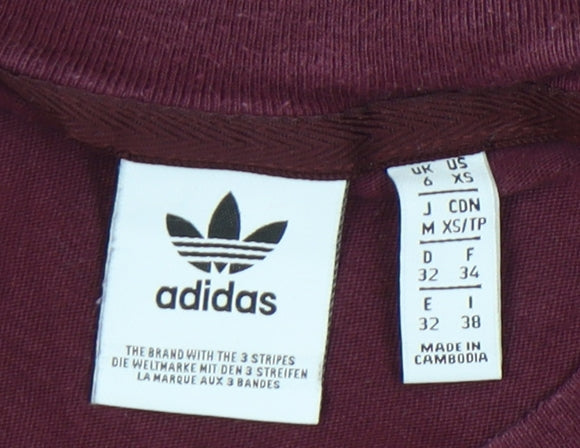 adidas
THE BRAND WITH THE 3 STRIPES
DIE WELTMARKE MIT DEN 3 STREIFEN
LA MARQUE AUX 3 BANDES
UK US
6 XS
J CDN
M XS/TP
D F
32 34
E I
32 38
MADE IN
CAMBODIA